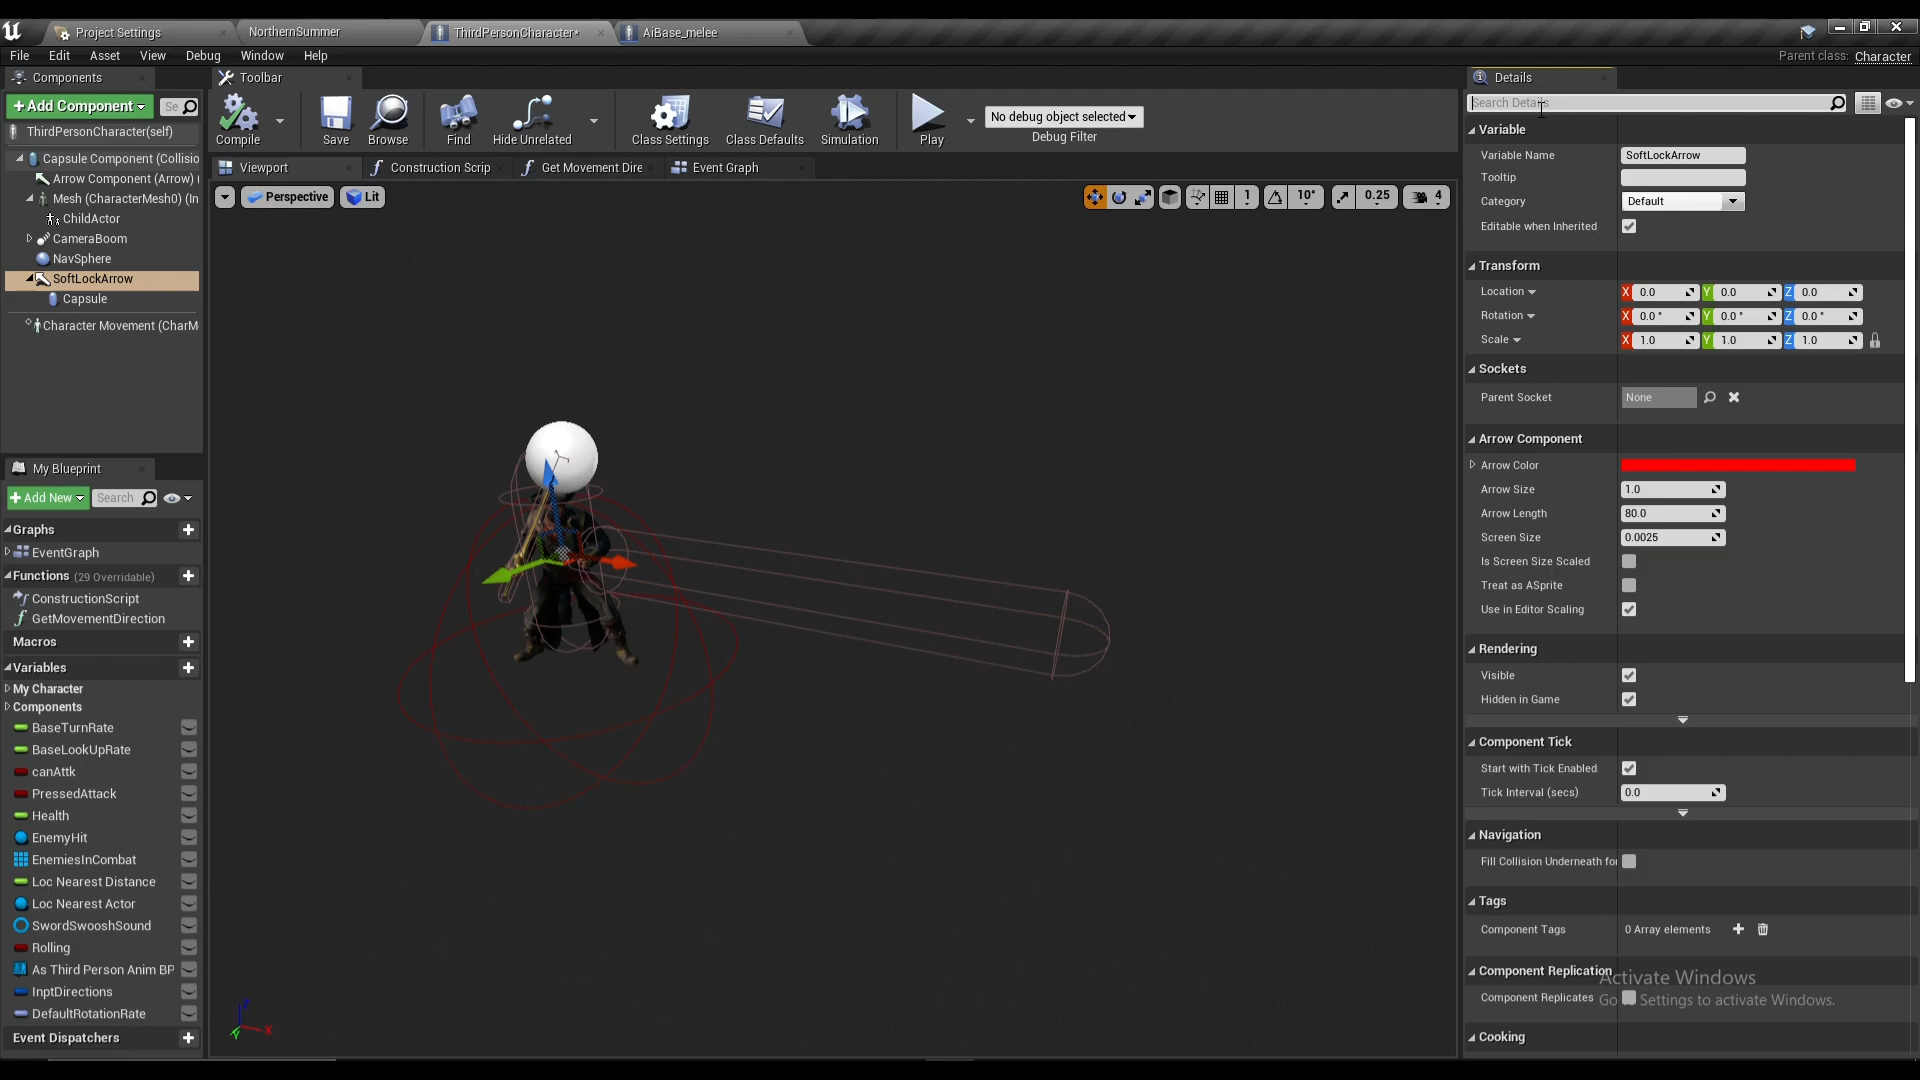 Project Settings
NorthernSummer
ThirdPersonCharacter*
AiBase_melee
File Edit Asset View Debug Window Help
Parent class: Character
Components
Toolbar
Details
+Add Component
Se
Compile
Save
Browse
Find
Hide Unrelated
Class Settings
Class Defaults
Simulation
Play
No debug object selected
Debug Filter
Search Details
ThirdPersonCharacter(self)
Capsule Component (Collisio
Arrow Component (Arrow) (
Mesh (CharacterMesh0) (In
ChildActor
CameraBoom
NavSphere
SoftLockArrow
Capsule
Character Movement (CharM
Viewport
Construction Scrip
Get Movement Dire
Event Graph
Perspective
Lit
1
10°
0.25
4
Variable
Variable Name SoftLockArrow
Tooltip
Category Default
Editable when Inherited
Transform
Location X 0.0 Y 0.0 Z 0.0
Rotation X 0.0 ° Y 0.0 ° Z 0.0 °
Scale X 1.0 Y 1.0 Z 1.0
Sockets
Parent Socket None
Arrow Component
Arrow Color
Arrow Size 1.0
Arrow Length 80.0
Screen Size 0.0025
Is Screen Size Scaled
Treat as ASprite
Use in Editor Scaling
Rendering
Visible
Hidden in Game
Component Tick
Start with Tick Enabled
Tick Interval (secs) 0.0
Navigation
Fill Collision Underneath for
Tags
Component Tags 0 Array elements
Component Replication
Component Replicates
Cooking
My Blueprint
+Add New
Search
Graphs
EventGraph
Functions (29 Overridable)
ConstructionScript
GetMovementDirection
Macros
Variables
My Character
Components
BaseTurnRate
BaseLookUpRate
canAttk
PressedAttack
Health
EnemyHit
EnemiesInCombat
Loc Nearest Distance
Loc Nearest Actor
SwordSwooshSound
Rolling
As Third Person Anim BP
InptDirections
DefaultRotationRate
Event Dispatchers
Z
X
Y
Activate Windows
Go to Settings to activate Windows.